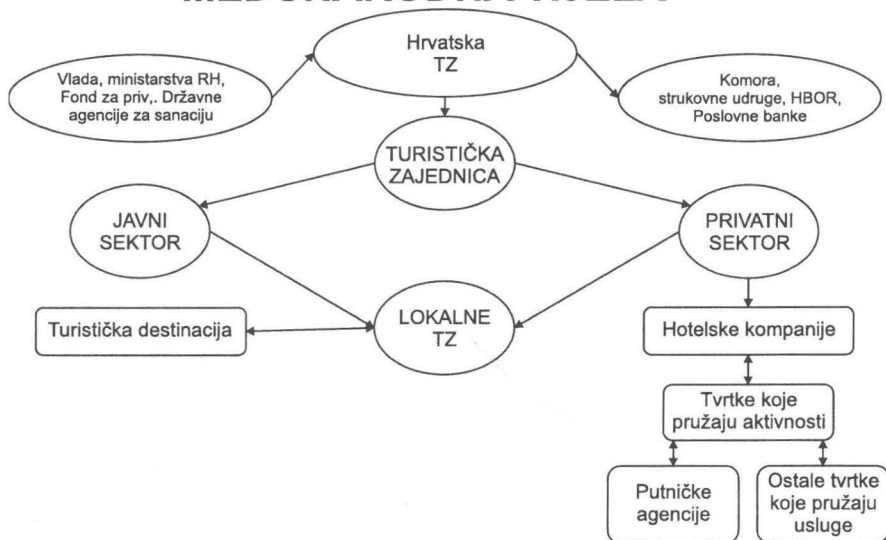 Hrvatska
TZ
Vlada, ministarstva RH,
Fond za priv,. Državne
agencije za sanaciju
Komora,
strukovne udruge, HBOR,
Poslovne banke
TURISTIČKA
ZAJEDNICA
JAVNI
SEKTOR
PRIVATNI
SEKTOR
Turistička destinacija
LOKALNE
TZ
Hotelske kompanije
Tvrtke koje
pružaju aktivnosti
Putničke
agencije
Ostale tvrtke
koje pružaju
usluge